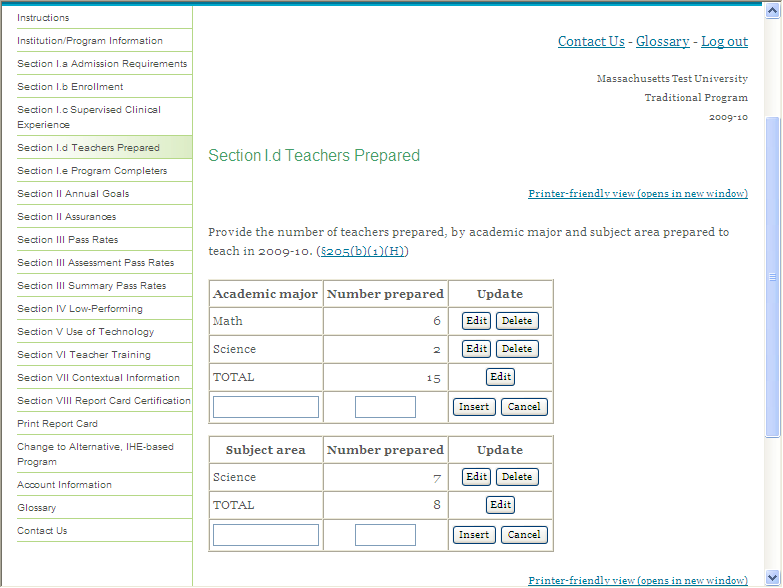 Instructions
Institution/Program Information
Section I.a Admission Requirements
Section I.b Enrollment
Section I.c Supervised Clinical
Experience
Section I.d Teachers Prepared
Section I.e Program Completers
Section II Annual Goals
Section II Assurances
Section III Pass Rates
Section III Assessment Pass Rates
Section III Summary Pass Rates
Section IV Low-Performing
Section V Use of Technology
Section VI Teacher Training
Section VII Contextual Information
Section VIII Report Card Certification
Print Report Card
Change to Alternative, IHE-based
Program
Account Information
Glossary
Contact Us
Contact Us - Glossary - Log out
Massachusetts Test University
Traditional Program
2009-10
Section I.d Teachers Prepared
Printer-friendly view (opens in new window)
Provide the number of teachers prepared, by academic major and subject area prepared to
teach in 2009-10. (§205(b)(1)(H))
Academic major Number prepared Update
Math 6 Edit Delete
Science 2 Edit Delete
TOTAL 15 Edit
Insert Cancel
Subject area Number prepared Update
Science 7 Edit Delete
TOTAL 8 Edit
Insert Cancel
Printer-friendly view (opens in new window)